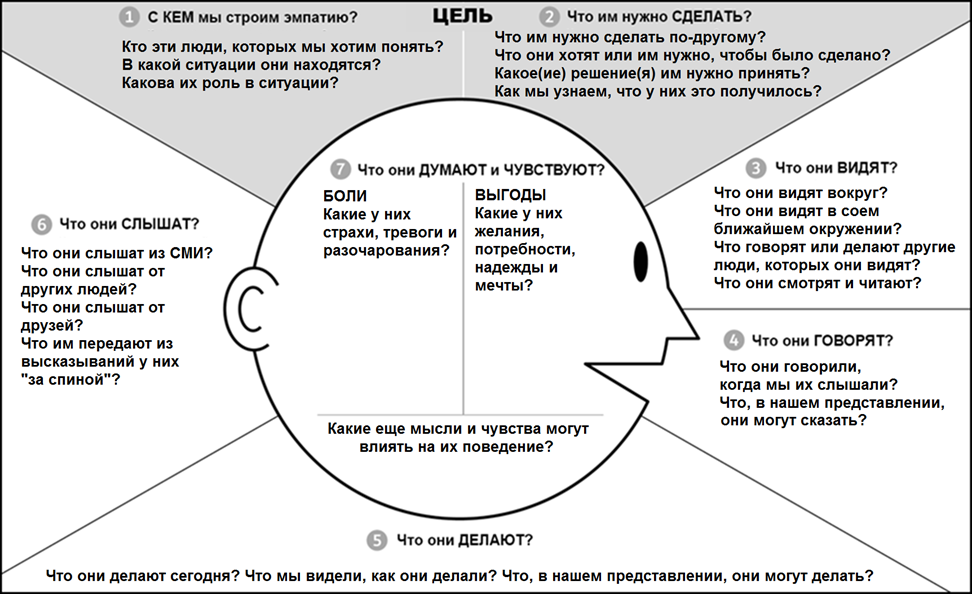 ЦЕЛЬ
1 С КЕМ мы строим эмпатию?
Кто эти люди, которых мы хотим понять?
В какой ситуации они находятся?
Какова их роль в ситуации?
2 Что им нужно СДЕЛАТЬ?
Что им нужно сделать по-другому?
Что они хотят или им нужно, чтобы было сделано?
Какое(ие) решение(я) им нужно принять?
Как мы узнаем, что у них это получилось?
3 Что они ВИДЯТ?
Что они видят вокруг?
Что они видят в соем
ближайшем окружении?
Что говорят или делают другие
люди, которых они видят?
Что они смотрят и читают?
4 Что они ГОВОРЯТ?
Что они говорили,
когда мы их слышали?
Что, в нашем представлении,
они могут сказать?
5 Что они ДЕЛАЮТ?
Что они делают сегодня? Что мы видели, как они делали? Что, в нашем представлении, они могут делать?
6 Что они СЛЫШАТ?
Что они слышат из СМИ?
Что они слышат от
других людей?
Что они слышат от
друзей?
Что им передают из
высказываний у них
"за спиной"?
7 Что они ДУМАЮТ и ЧУВСТВУЮТ?
БОЛИ
Какие у них
страхи, тревоги и
разочарования?
ВЫГОДЫ
Какие у них
желания,
потребности,
надежды и
мечты?
Какие еще мысли и чувства могут
влиять на их поведение?